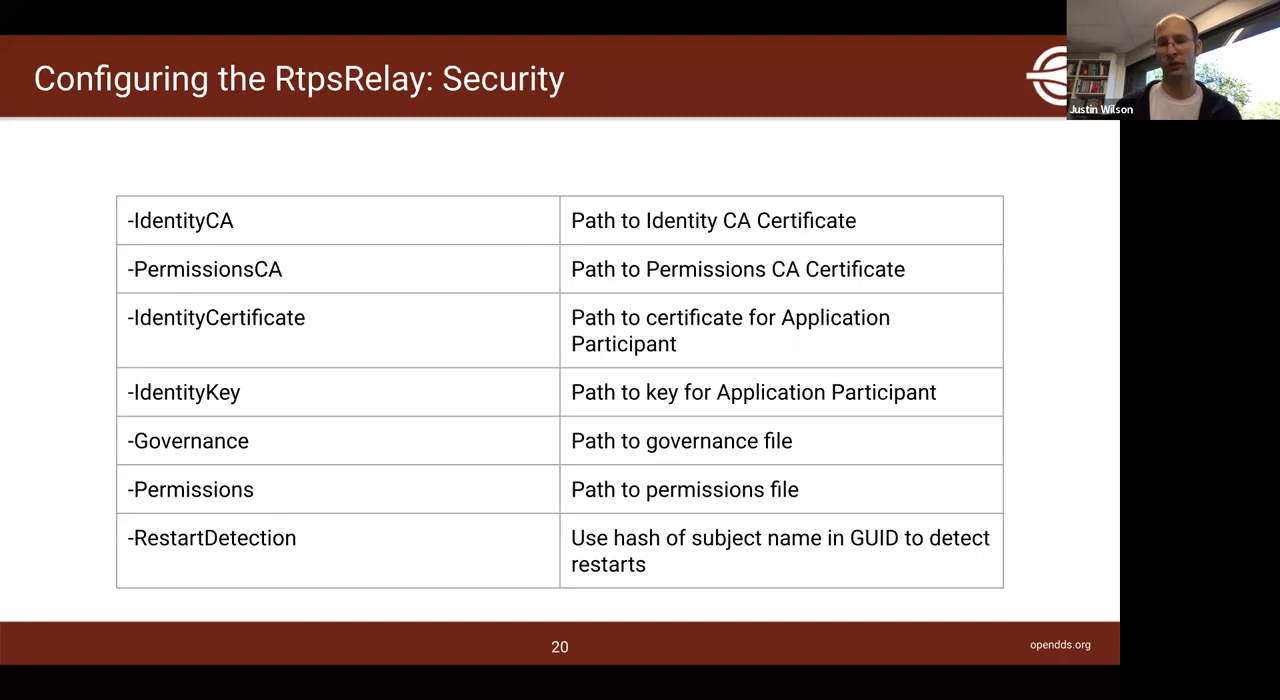 Configuring the RtpsRelay: Security
Justin Wilson
-IdentityCA
Path to Identity CA Certificate
-PermissionsCA
Path to Permissions CA Certificate
-IdentityCertificate
Path to certificate for Application
Participant
-IdentityKey
Path to key for Application Participant
-Governance
Path to governance file
-Permissions
Path to permissions file
-RestartDetection
Use hash of subject name in GUID to detect
restarts
20
opendds.org